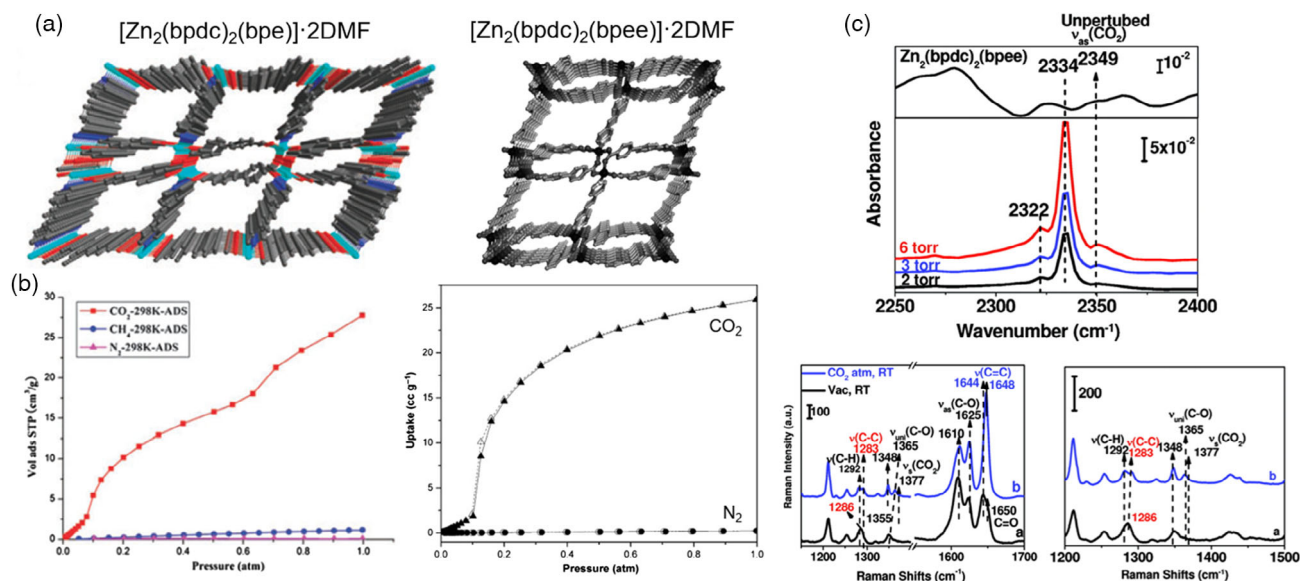 (a)
[Zn2(bpdc)2(bpe)]·2DMF
[Zn2(bpdc)2(bpee)]·2DMF
(b)
CO2-298K-ADS
CH4-298K-ADS
N2-298K-ADS
Vol ads STP (cm3/g)
30
25
20
15
10
5
0
0.0 0.2 0.4 0.6 0.8 1.0
Pressure (atm)
Uptake (cc g-1)
25
20
15
10
5
0
CO2
N2
0.0 0.2 0.4 0.6 0.8 1.0
Pressure (atm)
(c)
Unpertubed
νas(CO2)
Zn2(bpdc)2(bpee)
2334
2349
10-2
5x10-2
Absorbance
2322
6 torr
3 torr
2 torr
2250 2300 2350 2400
Wavenumber (cm-1)
CO2 atm, RT
Vac, RT
100
ν(C=C)
1644
1648
νas(C-O)
1625
1610
νuni(C-O)
1365
ν(C-C)
1283
1348
ν(C-H)
1292
νs(CO2)
1377
1286
1355
1650
C=O
b
a
Raman Intensity (a.u.)
1200 1300 1600 1700
Raman Shifts (cm-1)
200
νuni(C-O)
1365
ν(C-H)
1292
ν(C-C)
1283
1348
νs(CO2)
1377
b
1286
a
1200 1300 1400 1500
Raman Shifts (cm-1)